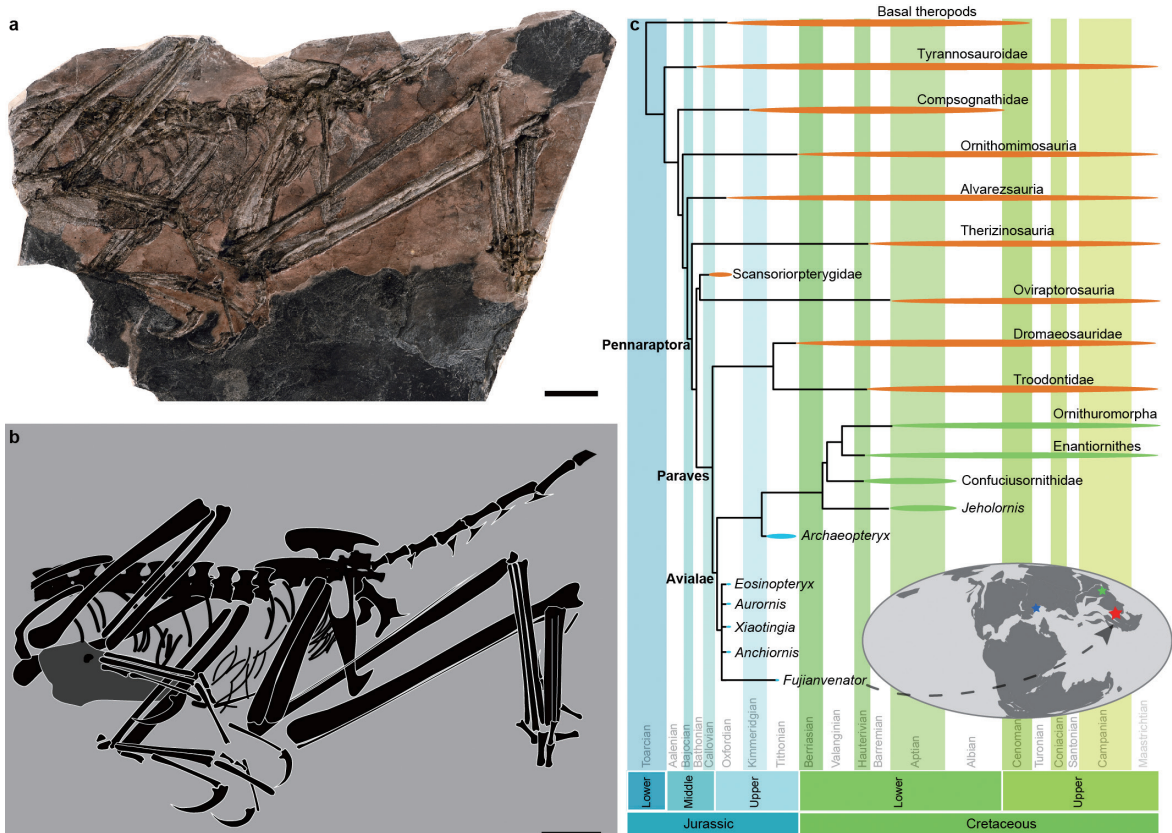 a
b
c
Basal theropods
Tyrannosauroidae
Compsognathidae
Ornithomimosauria
Alvarezsauria
Therizinosauria
Scansoriorpterygidae
Oviraptorosauria
Pennaraptora
Dromaeosauridae
Troodontidae
Ornithuromorpha
Enantiornithes
Paraves
Confuciusornithidae
Jeholornis
Archaeopteryx
Avialae
Eosinopteryx
Aurornis
Xiaotingia
Anchiornis
Fujianvenator
Toarcian
Aalenian
Bajocian
Bathonian
Callovian
Oxfordian
Kimmeridgian
Tithonian
Berriasian
Valanginian
Hauterivian
Barremian
Aptian
Albian
Cenoman
Turonian
Coniacian
Santonian
Campanian
Maastrichtian
Lower
Middle
Upper
Lower
Upper
Jurassic
Cretaceous